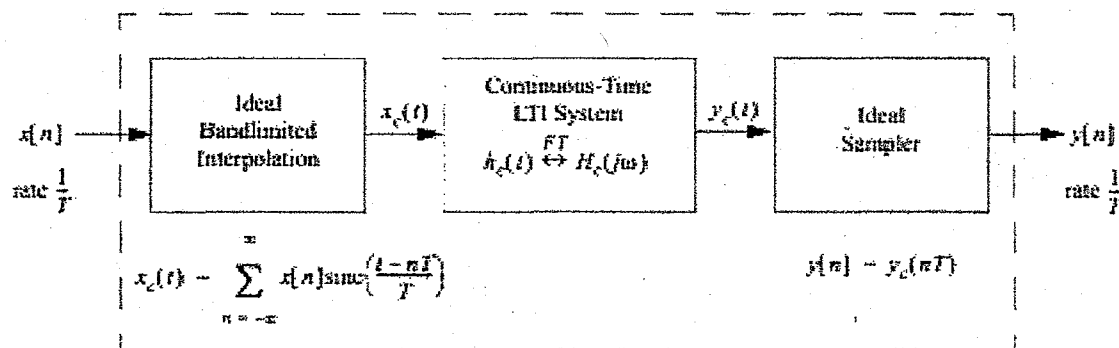 x[n]
rate 1/T
Ideal
Bandlimited
Interpolation
x_c(t)
Continuous-Time
LTI System
h_c(t) FT ↔ H_c(jω)
y_c(t)
Ideal
Sampler
y[n]
rate 1/T
x_c(t) = ∑_{n = -∞}^{∞} x[n]sinc((t - nT)/T)
y[n] = y_c(nT)